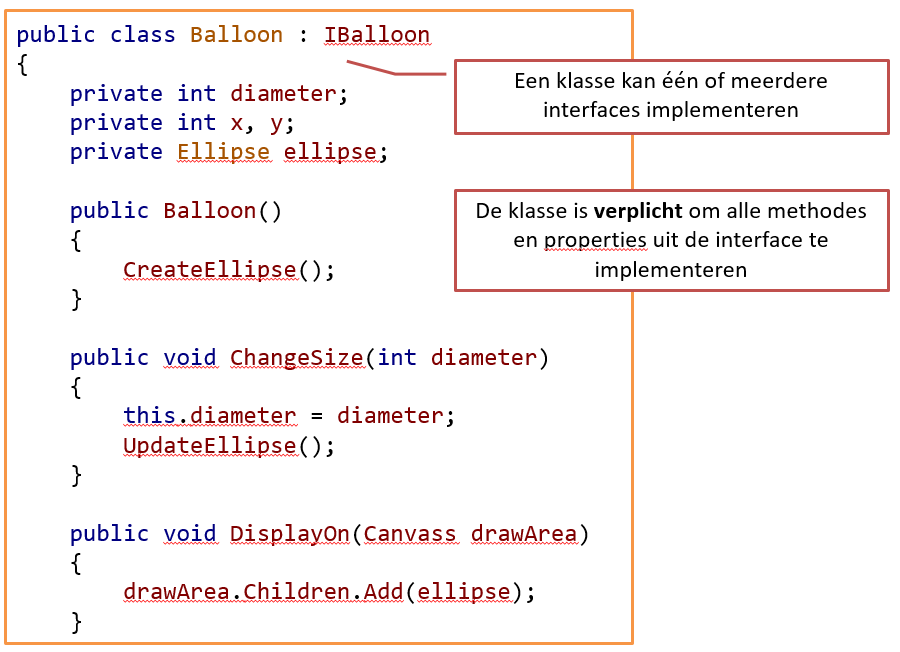 public class Balloon : IBalloon
{
    private int diameter;
    private int x, y;
    private Ellipse ellipse;

    public Balloon()
    {
        CreateEllipse();
    }

    public void ChangeSize(int diameter)
    {
        this.diameter = diameter;
        UpdateEllipse();
    }

    public void DisplayOn(Canvass drawArea)
    {
        drawArea.Children.Add(ellipse);
    }
Een klasse kan één of meerdere
interfaces implementeren
De klasse is verplicht om alle methodes
en properties uit de interface te
implementeren